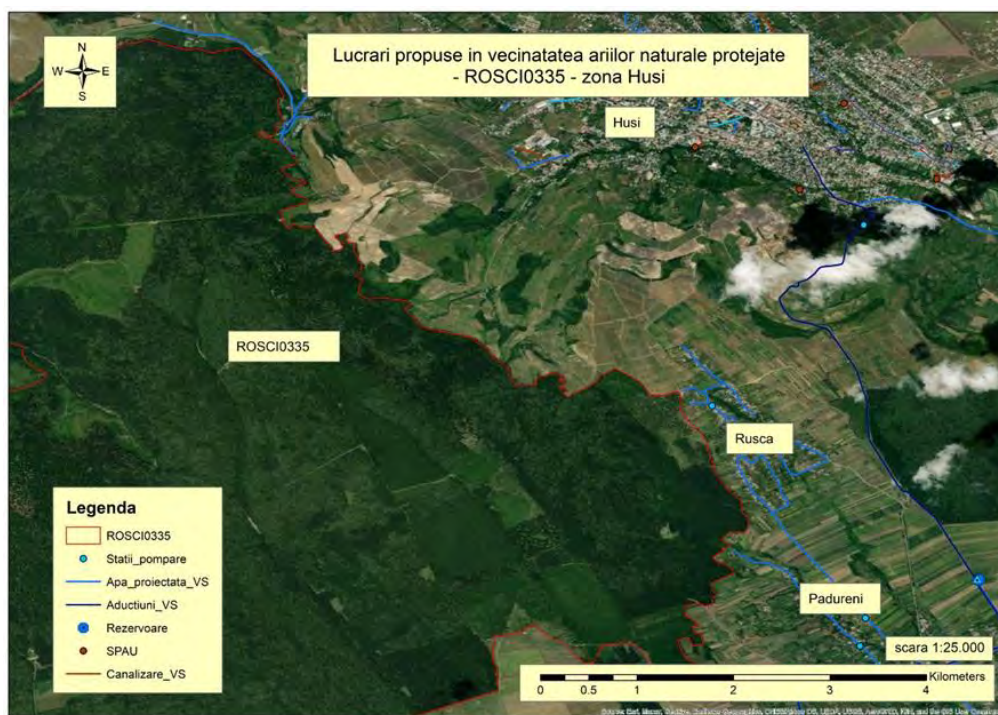 Lucrari propuse in vecinatatea ariilor naturale protejate
- ROSCI0335 - zona Husi
N
W E
S
Husi
ROSCI0335
Rusca
Padureni
Legenda
ROSCI0335
Statii_pompare
Apa_proiectata_VS
Aductiuni_VS
Rezervoare
SPAU
Canalizare_VS
scara 1:25.000
Kilometers
0 0.5 1 2 3 4